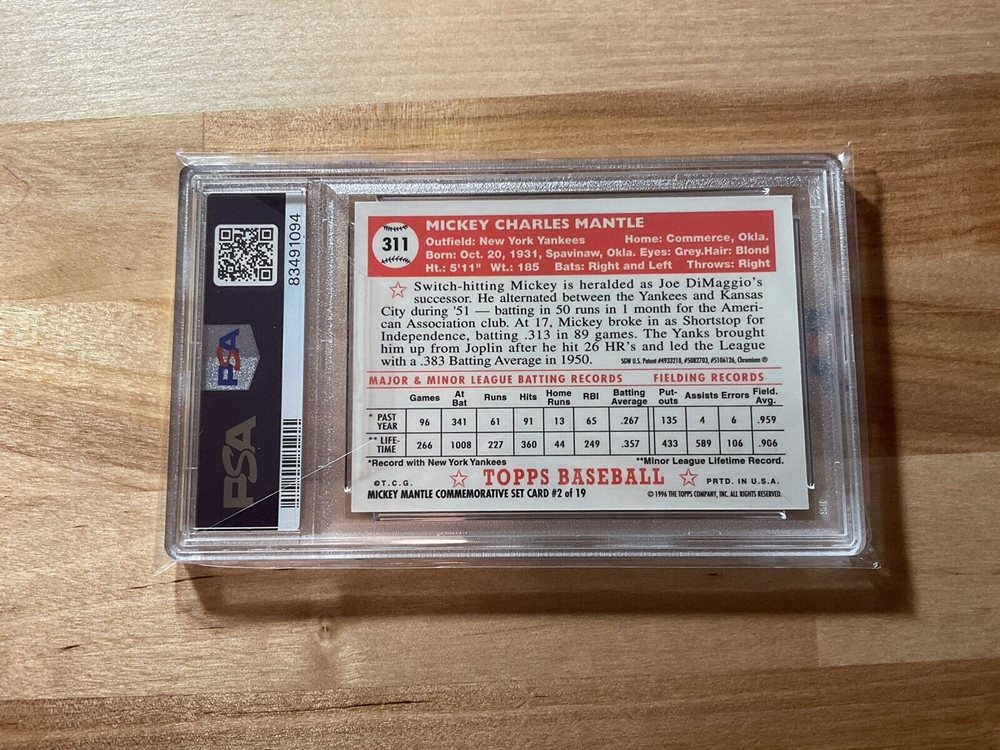 83491094
PSA
PSA
311
MICKEY CHARLES MANTLE
Outfield: New York Yankees Home: Commerce, Okla.
Born: Oct. 20, 1931, Spavinaw, Okla. Eyes: Grey.Hair: Blond
Ht.: 5'11" Wt.: 185 Bats: Right and Left Throws: Right
Switch-hitting Mickey is heralded as Joe DiMaggio's
successor. He alternated between the Yankees and Kansas
City during '51 — batting in 50 runs in 1 month for the Ameri-
can Association club. At 17, Mickey broke in as Shortstop for
Independence, batting .313 in 89 games. The Yanks brought
him up from Joplin after he hit 26 HR's and led the League
with a .383 Batting Average in 1950. SGW U.S. Patent #4933218, #5082703, #5106126, Chromium ®
MAJOR & MINOR LEAGUE BATTING RECORDS FIELDING RECORDS
Games At Bat Runs Hits Home Runs RBI Batting Average Put-outs Assists Errors Field. Avg.
* PAST YEAR 96 341 61 91 13 65 .267 135 4 6 .959
** LIFE-TIME 266 1008 227 360 44 249 .357 433 589 106 .906
*Record with New York Yankees **Minor League Lifetime Record.
©T.C.G. TOPPS BASEBALL PRTD. IN U.S.A.
MICKEY MANTLE COMMEMORATIVE SET CARD #2 of 19 © 1996 THE TOPPS COMPANY, INC. ALL RIGHTS RESERVED.